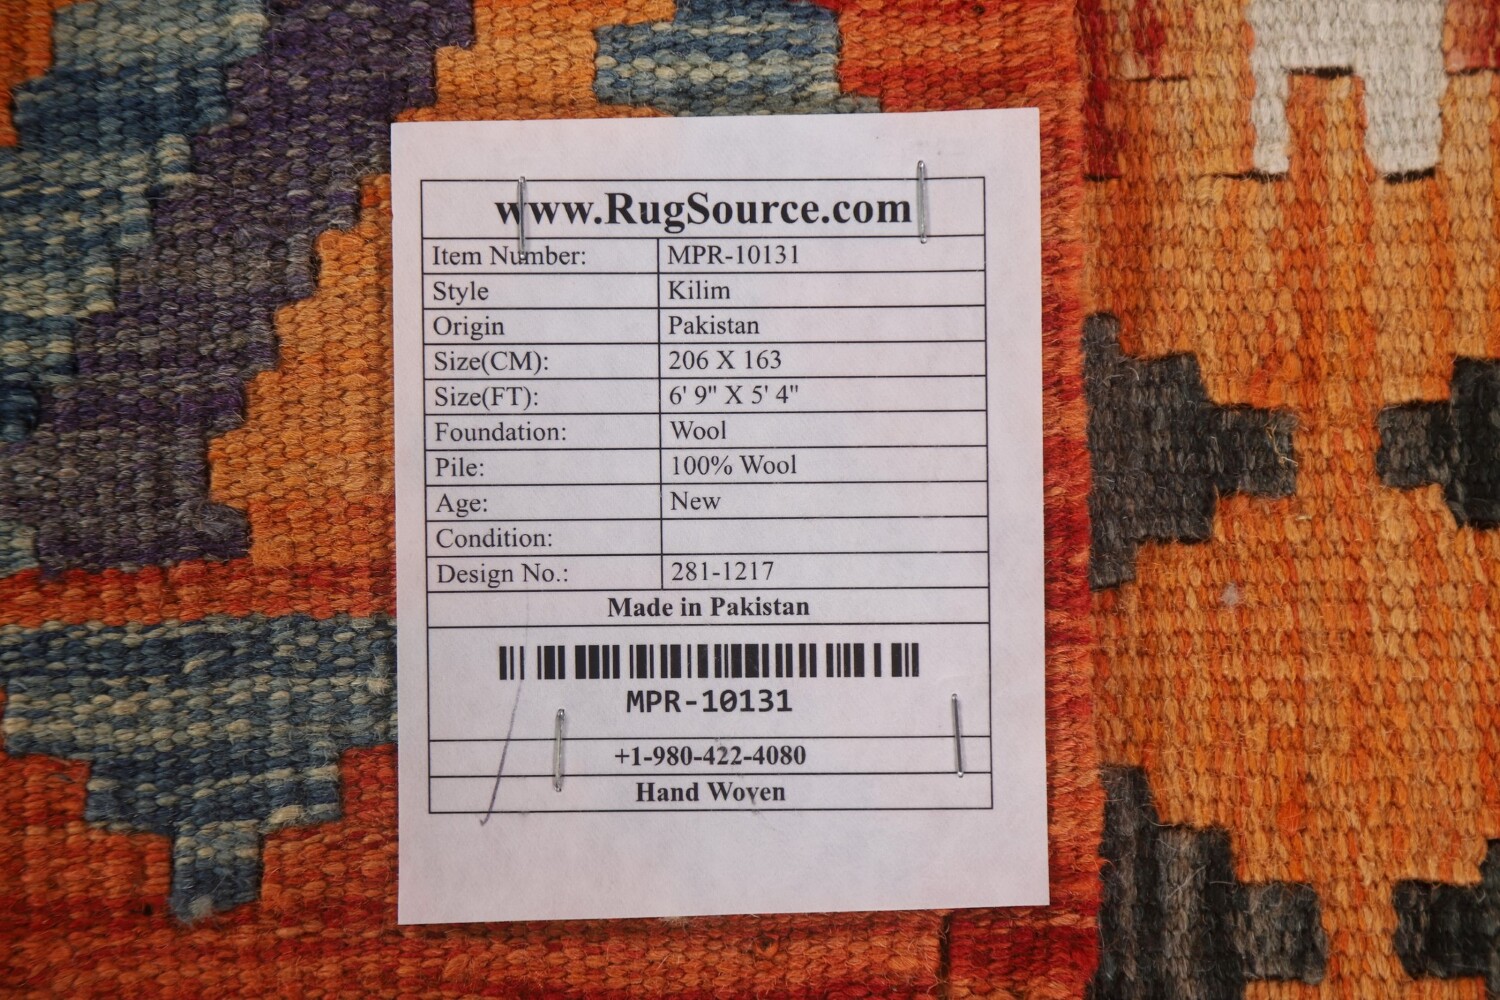 www.RugSource.com
Item Number: MPR-10131
Style Kilim
Origin Pakistan
Size(CM): 206 X 163
Size(FT): 6' 9" X 5' 4"
Foundation: Wool
Pile: 100% Wool
Age: New
Condition:
Design No.: 281-1217
Made in Pakistan
MPR-10131
+1-980-422-4080
Hand Woven